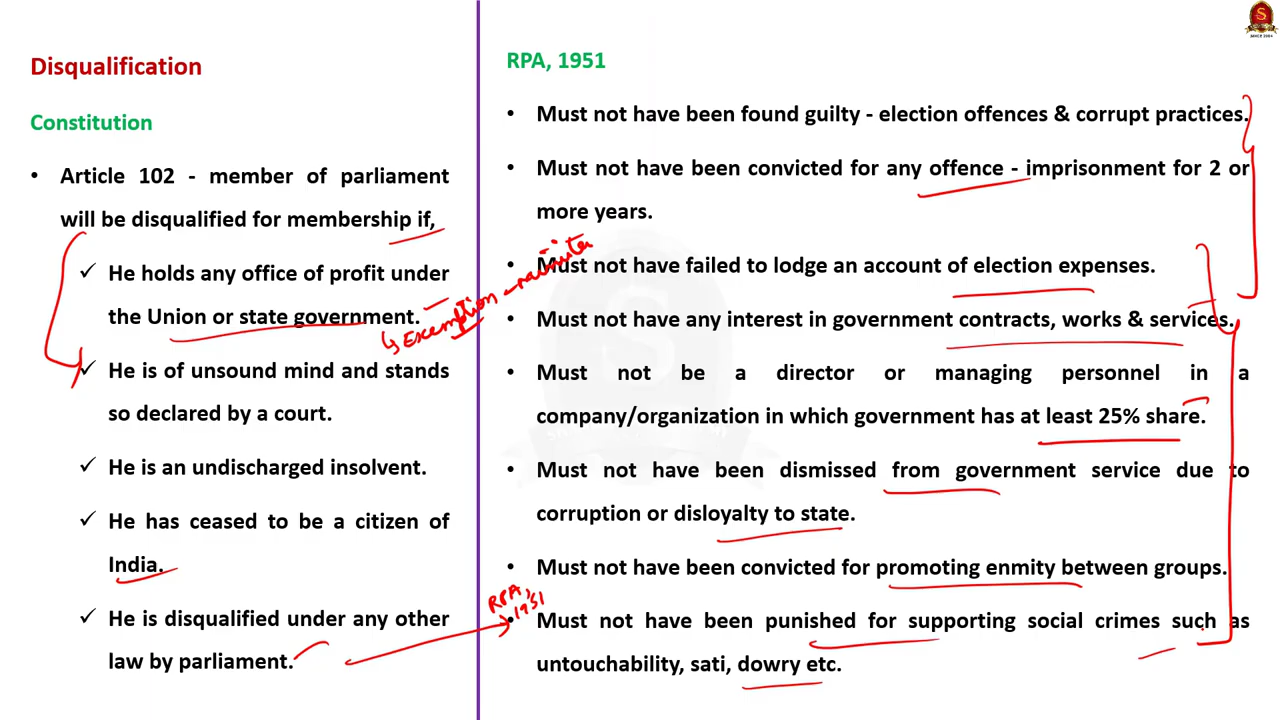 Disqualification
Constitution
• Article 102 - member of parliament
will be disqualified for membership if,
✓ He holds any office of profit under
the Union or state government.
↳ Exemption - minister
✓ He is of unsound mind and stands
so declared by a court.
✓ He is an undischarged insolvent.
✓ He has ceased to be a citizen of
India.
✓ He is disqualified under any other
law by parliament.
RPA, 1951
RPA, 1951
• Must not have been found guilty - election offences & corrupt practices.
• Must not have been convicted for any offence - imprisonment for 2 or
more years.
• Must not have failed to lodge an account of election expenses.
• Must not have any interest in government contracts, works & services.
• Must not be a director or managing personnel in a
company/organization in which government has at least 25% share.
• Must not have been dismissed from government service due to
corruption or disloyalty to state.
• Must not have been convicted for promoting enmity between groups.
• Must not have been punished for supporting social crimes such as
untouchability, sati, dowry etc.